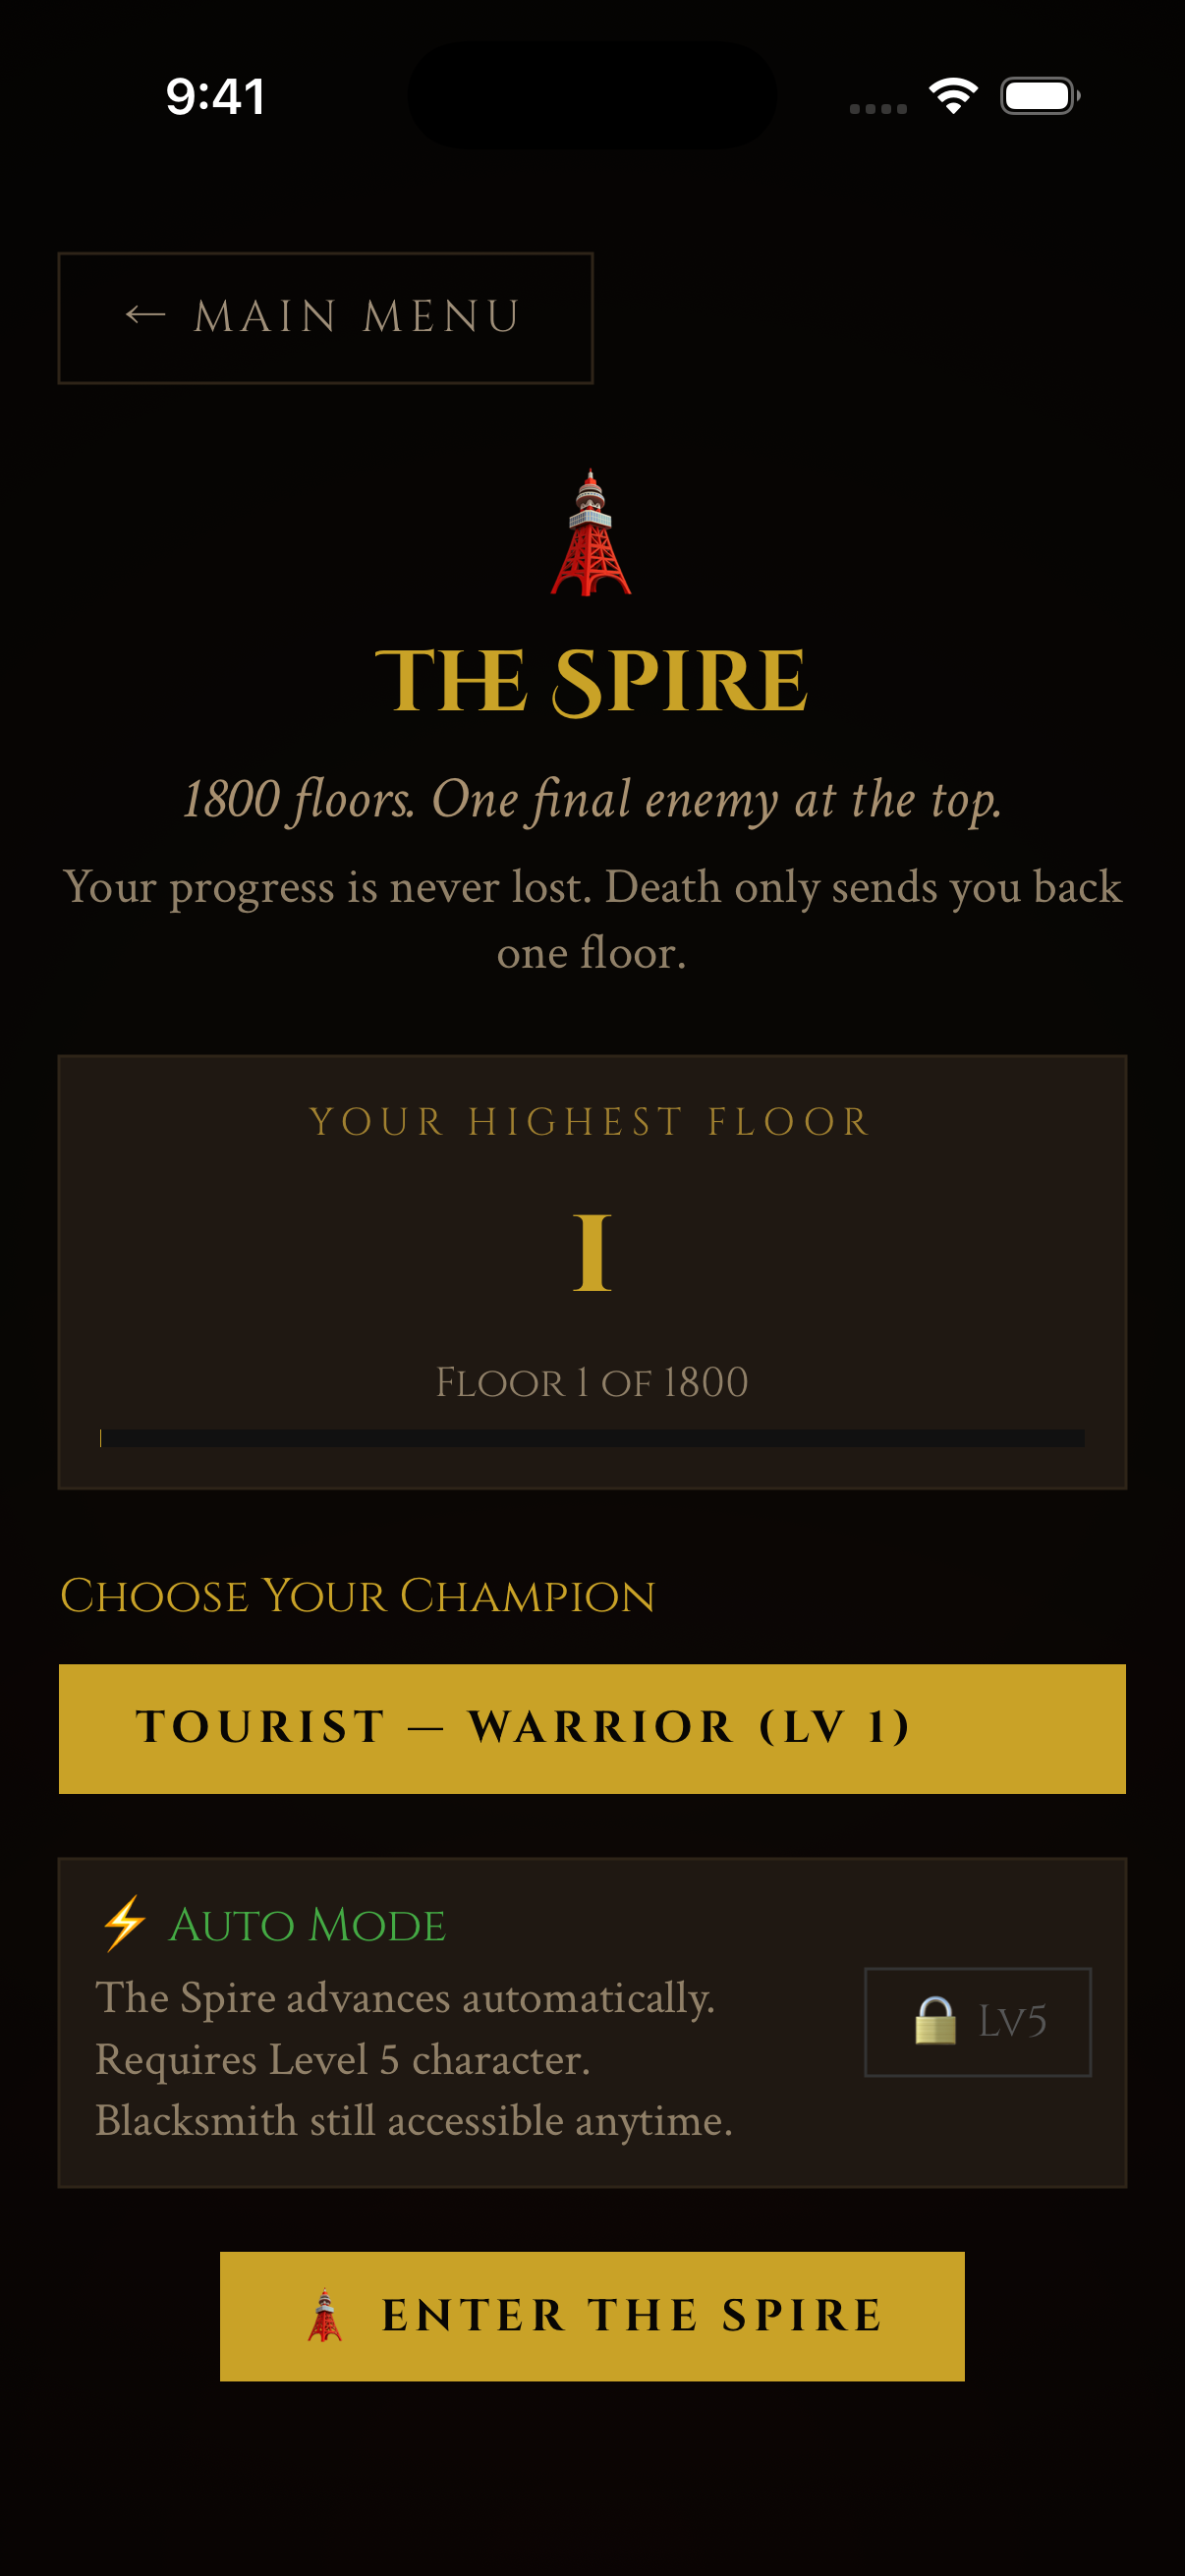 9:41
← MAIN MENU
THE SPIRE
1800 floors. One final enemy at the top.
Your progress is never lost. Death only sends you back
one floor.
YOUR HIGHEST FLOOR
1
FLOOR 1 OF 1800
CHOOSE YOUR CHAMPION
TOURIST — WARRIOR (LV 1)
⚡ AUTO MODE
The Spire advances automatically.
Requires Level 5 character.
Blacksmith still accessible anytime.
🔒 LV5
🗼 ENTER THE SPIRE